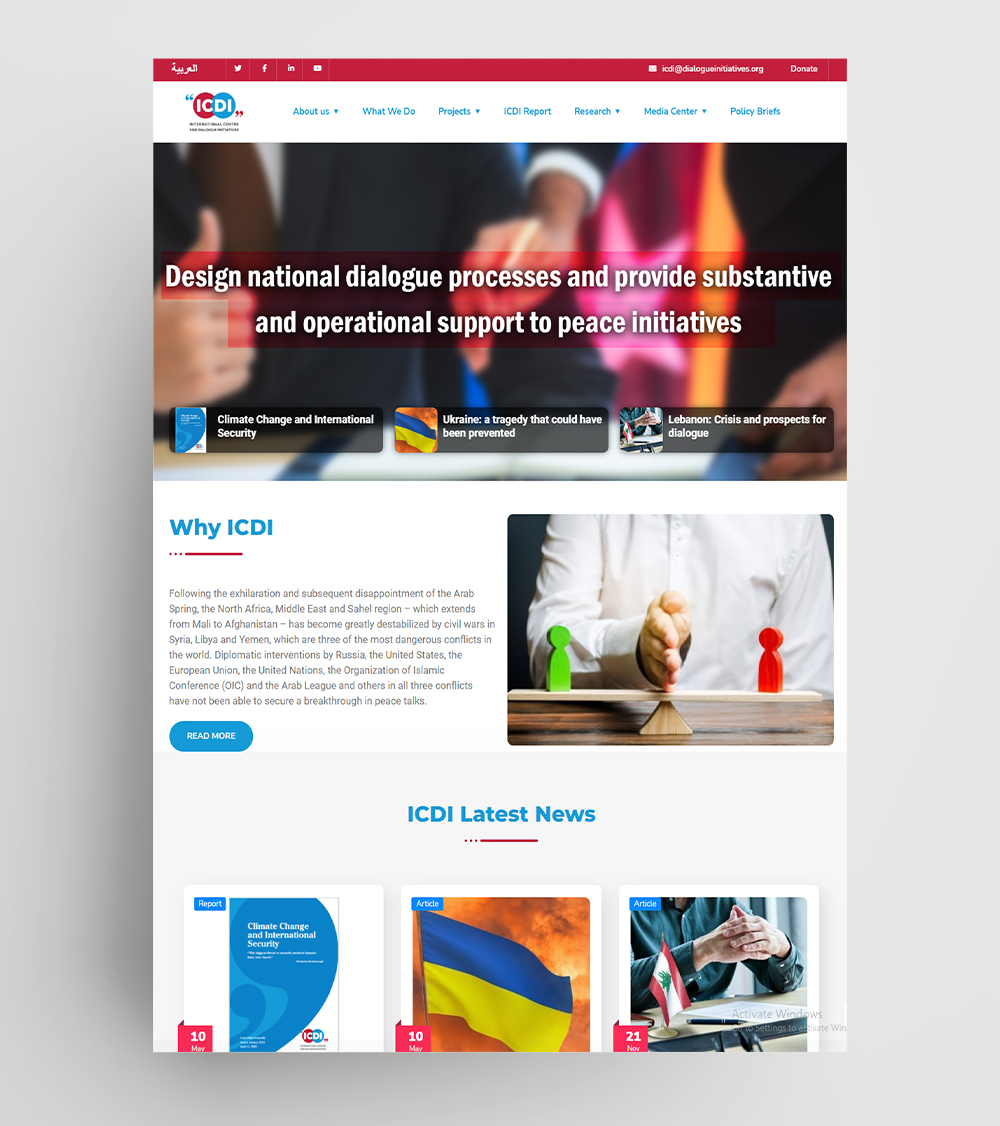 العربية
icdi@dialogueinitiatives.org Donate
“ICDI”
INTERNATIONAL CENTRE
FOR DIALOGUE INITIATIVES
About us ▼ What We Do Projects ▼ ICDI Report Research ▼ Media Center ▼ Policy Briefs
Design national dialogue processes and provide substantive
and operational support to peace initiatives
Climate Change and International
Security
Ukraine: a tragedy that could have
been prevented
Lebanon: Crisis and prospects for
dialogue
Why ICDI
Following the exhilaration and subsequent disappointment of the Arab
Spring, the North Africa, Middle East and Sahel region – which extends
from Mali to Afghanistan – has become greatly destabilized by civil wars in
Syria, Libya and Yemen, which are three of the most dangerous conflicts in
the world. Diplomatic interventions by Russia, the United States, the
European Union, the United Nations, the Organization of Islamic
Conference (OIC) and the Arab League and others in all three conflicts
have not been able to secure a breakthrough in peace talks.
READ MORE
ICDI Latest News
Report
Climate Change
and International
Security
ICDI
10
May
Article
10
May
Article
21
Nov
Activate Windows
Go to Settings to activate Win